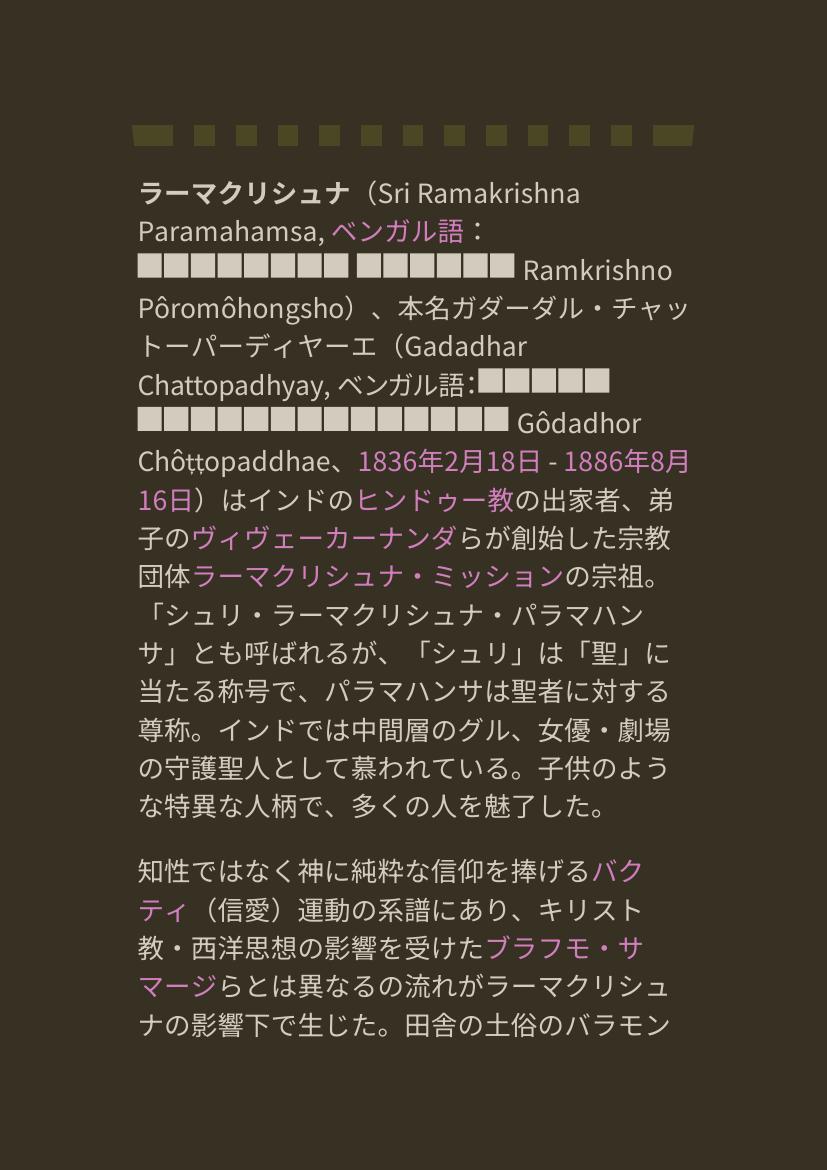 ラーマクリシュナ（Sri Ramakrishna
Paramahamsa, ベンガル語：
Ramkrishno
Pôromôhongsho）、本名ガダーダル・チャッ
トーパーディヤーエ（Gadadhar
Chattopadhyay, ベンガル語:
Gôdadhor
Chôṭṭopaddhae、1836年2月18日 - 1886年8月
16日）はインドのヒンドゥー教の出家者、弟
子のヴィヴェーカーナンダらが創始した宗教
団体ラーマクリシュナ・ミッションの宗祖。
「シュリ・ラーマクリシュナ・パラマハン
サ」とも呼ばれるが、「シュリ」は「聖」に
当たる称号で、パラマハンサは聖者に対する
尊称。インドでは中間層のグル、女優・劇場
の守護聖人として慕われている。子供のよう
な特異な人柄で、多くの人を魅了した。
知性ではなく神に純粋な信仰を捧げるバク
ティ（信愛）運動の系譜にあり、キリスト
教・西洋思想の影響を受けたブラフモ・サ
マージらとは異なるの流れがラーマクリシュ
ナの影響下で生じた。田舎の土俗のバラモン